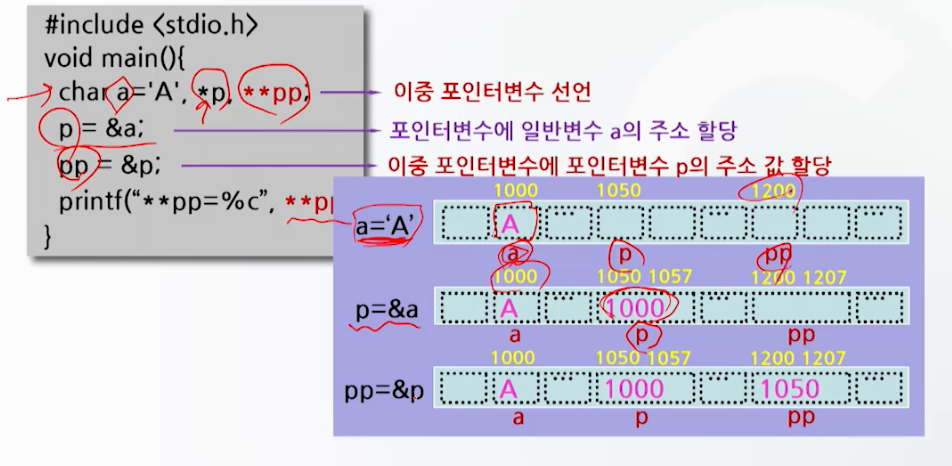 #include <stdio.h>
void main(){
char a='A', *p, **pp;
이중 포인터변수 선언
p = &a;
포인터변수에 일반변수 a의 주소 할당
pp = &p;
이중 포인터변수에 포인터변수 p의 주소 값 할당
printf("**pp=%c", **pp
}
1000 1050 1200
a='A' ... A ... ... ...
a p pp
1000 1050 1057 1200 1207
p=&a ... A ... 1000 ... ...
a p pp
1000 1050 1057 1200 1207
pp=&p ... A ... 1000 ... 1050 ...
a p pp